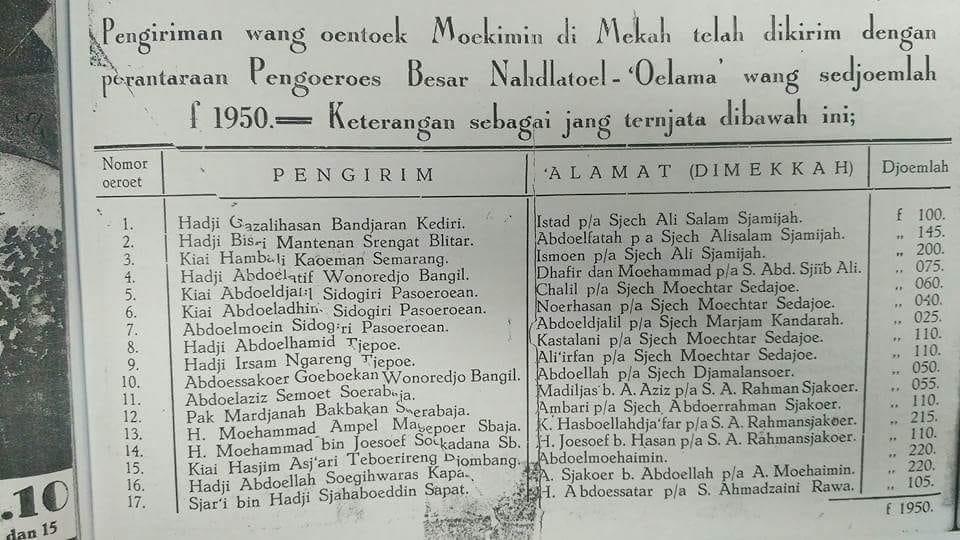 Pengiriman wang oentoek Moekimin di Mekah telah dikirim dengan
perantaraan Pengoeroes Besar Nahdlatoel-'Oelama' wang sedjoemlah
f 1950.= Keterangan sebagai jang ternjata dibawah ini;
Nomor oeroet PENGIRIM 'ALAMAT (DIMEKKAH) Djoemlah
1. Hadji Gazalihasan Bandjaran Kediri. Istad p/a Sjech Ali Salam Sjamijah. f 100.
2. Hadji Bisri Mantenan Srengat Blitar. Abdoelfatah p a Sjech Alisalam Sjamijah. „ 145.
3. Kiai Hambali Kaoeman Semarang. Ismoen p/a Sjech Ali Sjamijah. „ 200.
4. Hadji Abdoellatif Wonoredjo Bangil. Dhafir dan Moehammad p/a S. Abd. Sjiib Ali. „ 075.
5. Kiai Abdoeldjalil Sidogiri Pasoeroean. Chalil p/a Sjech Moechtar Sedajoe. „ 060.
6. Kiai Abdoeladhim Sidogiri Pasoeroean. Noerhasan p/a Sjech Moechtar Sedajoe. „ 040.
7. Abdoelmoein Sidogiri Pasoeroean. Abdoeldjalil p/a Sjech Marjam Kandarah. „ 025.
8. Hadji Abdoelhamid Tjepoe. Kastalani p/a Sjech Moechtar Sedajoe. „ 110.
9. Hadji Irsam Ngareng Tjepoe. Ali'irfan p/a Sjech Moechtar Sedajoe. „ 110.
10. Abdoessakoer Goeboekan Wonoredjo Bangil. Abdoellah p/a Sjech Djamalansoer. „ 050.
11. Abdoelaziz Semoet Soerabaja. Madiljas b. A. Aziz p/a S. A. Rahman Sjakoer. „ 055.
12. Pak Mardjanah Bakbakan Soerabaja. Ambari p/a Sjech Abdoerrahman Sjakoer. „ 110.
13. H. Moehammad Ampel Sbaja. K. Hasboellahdja'far p/a S. A. Rahmansjakoer. „ 215.
14. H. Moehammad bin Joesoef Soekadana Sb. H. Joesoef b. Hasan p/a S. A. Rahmansjakoer. „ 110.
15. Kiai Hasjim Asj'ari Teboerireng Djombang. Abdoelmoehaimin. „ 220.
16. Hadji Abdoellah Soegihwaras Kapa. A. Sjakoer b. Abdoellah p/a A. Moehaimin. „ 220.
17. Sjar'i bin Hadji Sjahaboeddin Sapat. H. Abdoessatar p/a S. Ahmadzaini Rawa. „ 105.
f 1950.
.10
dan 15